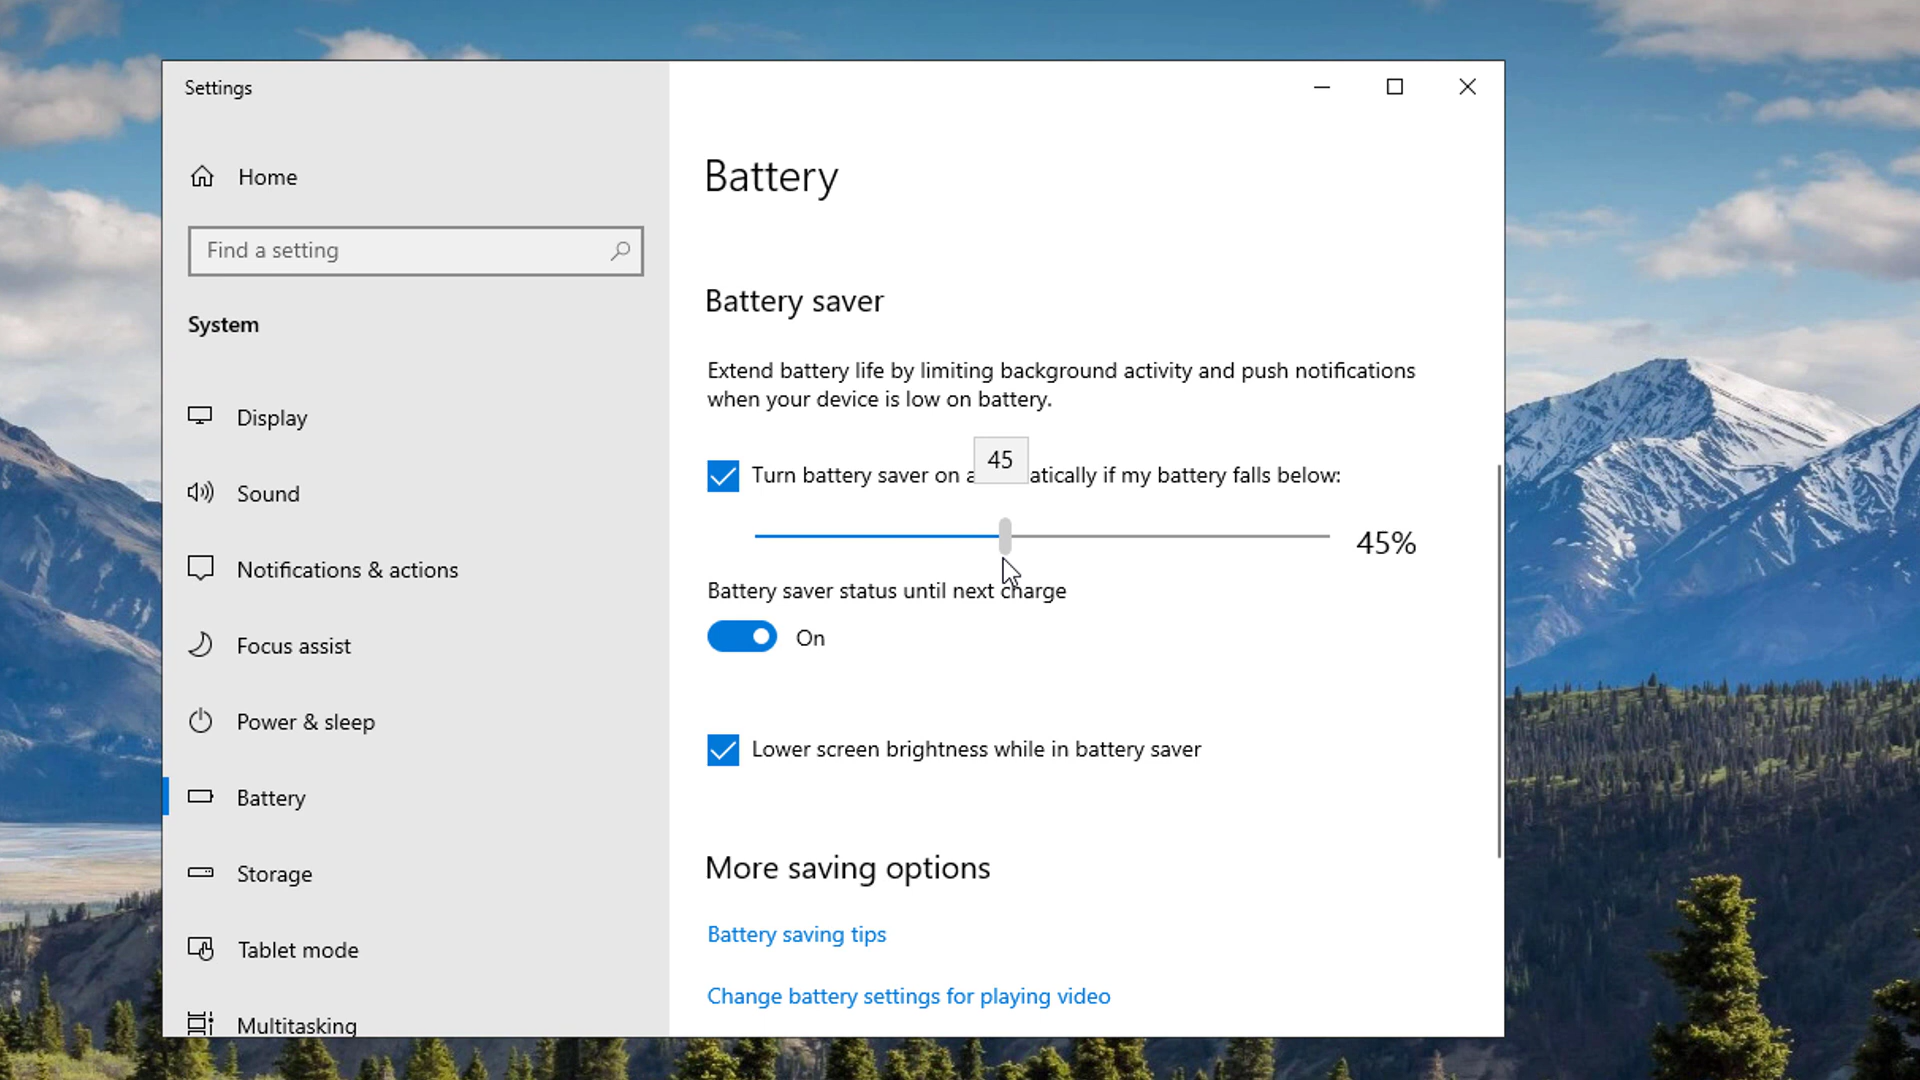 Settings
Home
Find a setting
System
Display
Sound
Notifications & actions
Focus assist
Power & sleep
Battery
Storage
Tablet mode
Multitasking
Battery
Battery saver
Extend battery life by limiting background activity and push notifications
when your device is low on battery.
45
Turn battery saver on a atically if my battery falls below:
45%
Battery saver status until next charge
On
Lower screen brightness while in battery saver
More saving options
Battery saving tips
Change battery settings for playing video